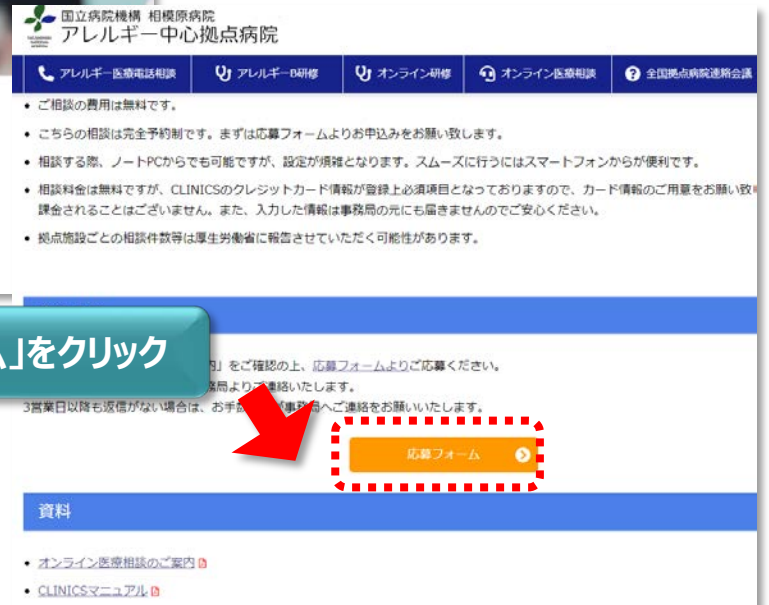 国立病院機構 相模原病院
アレルギー中心拠点病院
アレルギー医療電話相談 アレルギーB研修 オンライン研修 オンライン医療相談 全国拠点病院連絡会議
• ご相談の費用は無料です。
• こちらの相談は完全予約制です。まずは応募フォームよりお申込みをお願い致します。
• 相談する際、ノートPCからでも可能ですが、設定が煩雑となります。スムーズに行うにはスマートフォンからが便利です。
• 相談料金は無料ですが、CLINICSのクレジットカード情報が登録上必須項目となっておりますので、カード情報のご用意をお願い致
課金されることはございません。また、入力した情報は事務局の元にも届きませんのでご安心ください。
• 拠点施設ごとの相談件数等は厚生労働省に報告させていただく可能性があります。
」をクリック
内」をご確認の上、応募フォームよりご応募ください。
務局よりご連絡いたします。
3営業日以降も返信がない場合は、お手 が事務局へご連絡をお願いいたします。
応募フォーム
資料
• オンライン医療相談のご案内
• CLINICSマニュアル